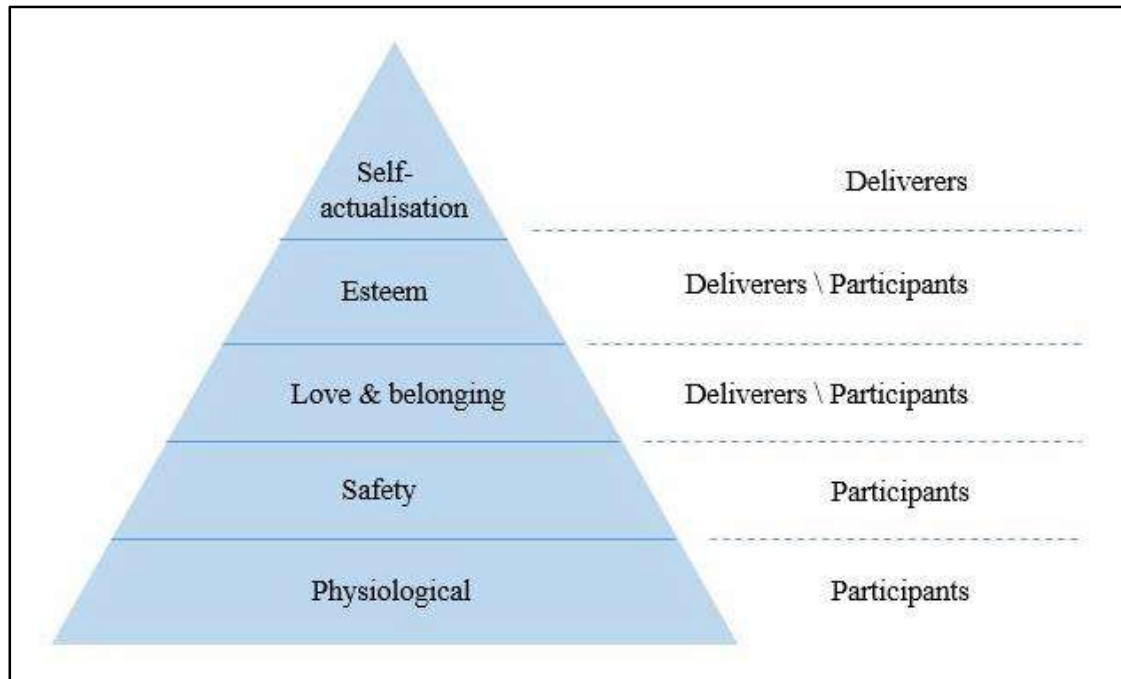 Self-
actualisation
Deliverers
Esteem
Deliverers \ Participants
Love & belonging
Deliverers \ Participants
Safety
Participants
Physiological
Participants